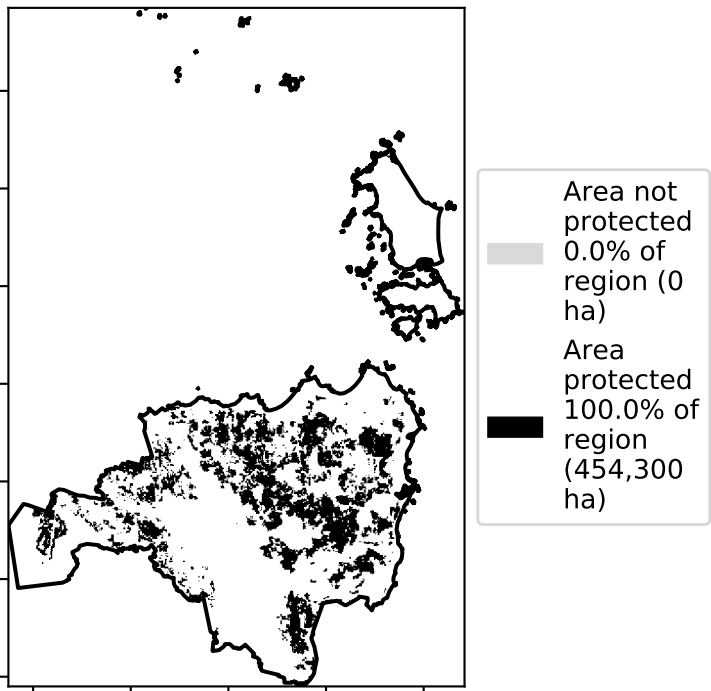 Area not
protected
0.0% of
region (0
ha)
Area
protected
100.0% of
region
(454,300
ha)